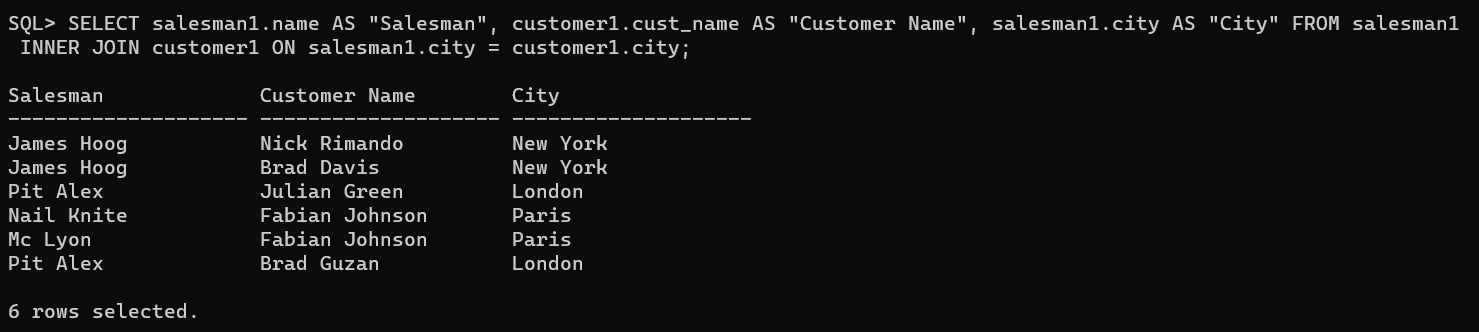 SQL> SELECT salesman1.name AS "Salesman", customer1.cust_name AS "Customer Name", salesman1.city AS "City" FROM salesman1
 INNER JOIN customer1 ON salesman1.city = customer1.city;

Salesman             Customer Name        City
-------------------- -------------------- --------------------
James Hoog           Nick Rimando         New York
James Hoog           Brad Davis           New York
Pit Alex             Julian Green         London
Nail Knite           Fabian Johnson       Paris
Mc Lyon              Fabian Johnson       Paris
Pit Alex             Brad Guzan           London

6 rows selected.